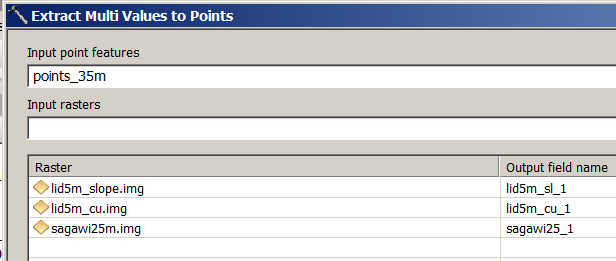 Extract Multi Values to Points
Input point features
points_35m
Input rasters
Raster Output field name
lid5m_slope.img lid5m_sl_1
lid5m_cu.img lid5m_cu_1
sagawi25m.img sagawi25_1